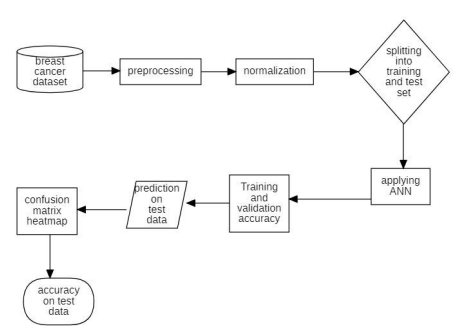 breast
cancer
dataset
preprocessing
normalization
splitting
into
training
and test
set
applying
ANN
Training
and
validation
accuracy
prediction
on
test
data
confusion
matrix
heatmap
accuracy
on test
data